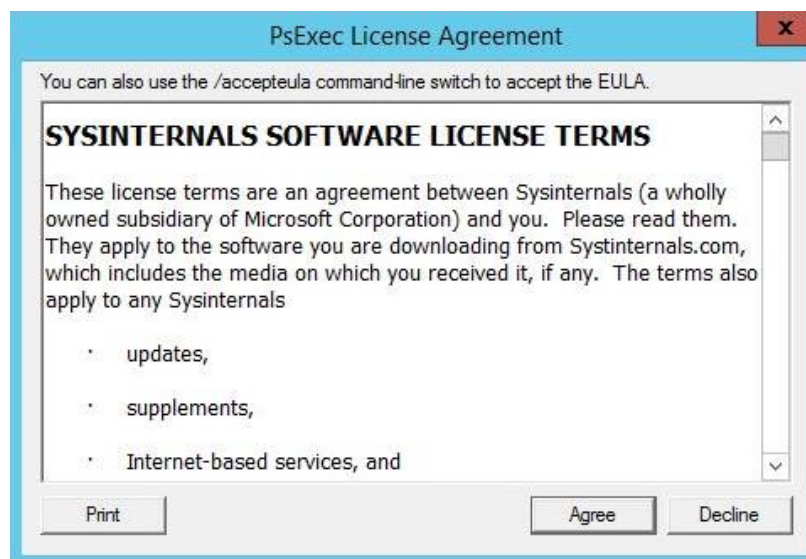 PsExec License Agreement
x
You can also use the /accepteula command-line switch to accept the EULA.
SYSINTERNALS SOFTWARE LICENSE TERMS
These license terms are an agreement between Sysinternals (a wholly
owned subsidiary of Microsoft Corporation) and you.  Please read them.
They apply to the software you are downloading from Systinternals.com,
which includes the media on which you received it, if any.  The terms also
apply to any Sysinternals
· updates,
· supplements,
· Internet-based services, and
Print Agree Decline